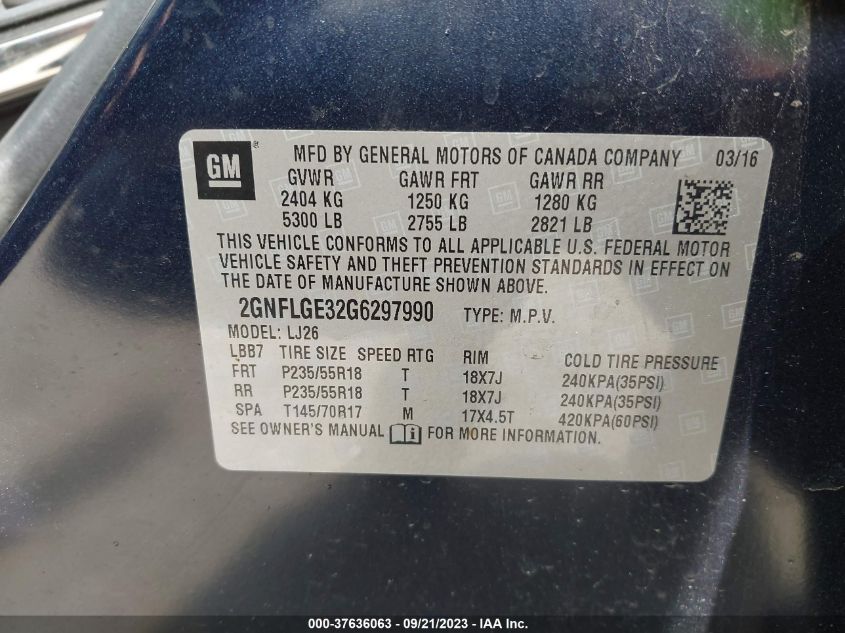 GM
MFD BY GENERAL MOTORS OF CANADA COMPANY 03/16
GVWR GAWR FRT GAWR RR
2404 KG 1250 KG 1280 KG
5300 LB 2755 LB 2821 LB
THIS VEHICLE CONFORMS TO ALL APPLICABLE U.S. FEDERAL MOTOR
VEHICLE SAFETY AND THEFT PREVENTION STANDARDS IN EFFECT ON
THE DATE OF MANUFACTURE SHOWN ABOVE.
2GNFLGE32G6297990 TYPE: M.P.V.
MODEL: LJ26
LBB7 TIRE SIZE SPEED RTG RIM COLD TIRE PRESSURE
FRT P235/55R18 T 18X7J 240KPA(35PSI)
RR P235/55R18 T 18X7J 240KPA(35PSI)
SPA T145/70R17 M 17X4.5T 420KPA(60PSI)
SEE OWNER'S MANUAL FOR MORE INFORMATION.
000-37636063 - 09/21/2023 - IAA Inc.